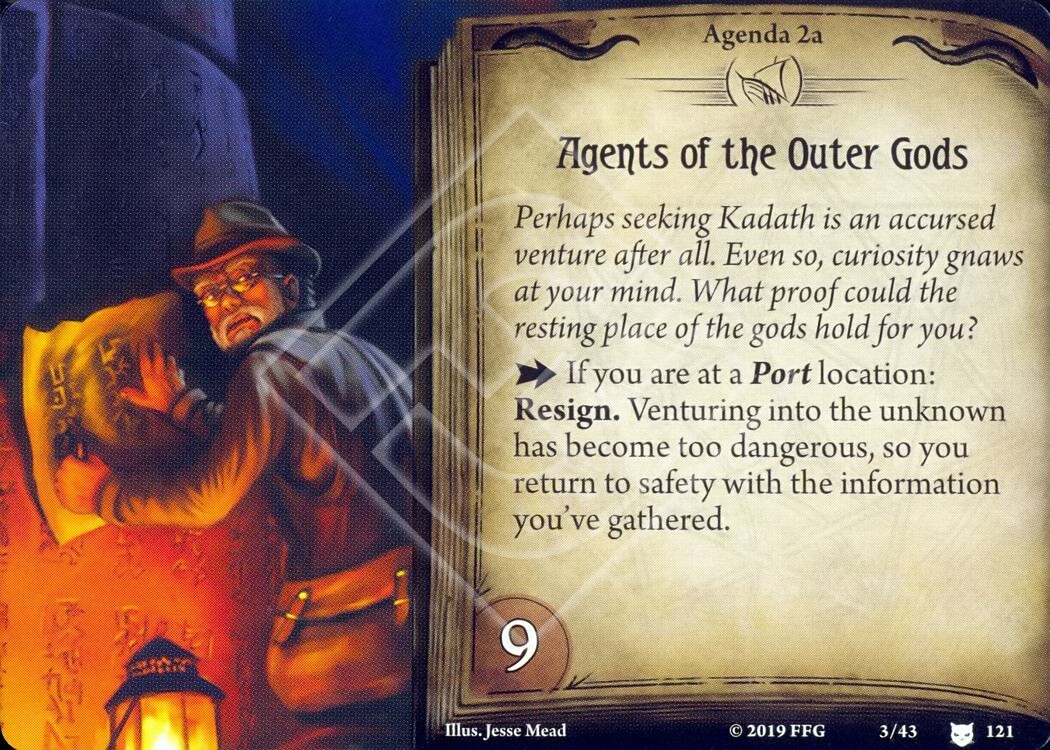 Agenda 2a
Agents of the Outer Gods
Perhaps seeking Kadath is an accursed
venture after all. Even so, curiosity gnaws
at your mind. What proof could the
resting place of the gods hold for you?
If you are at a Port location:
Resign. Venturing into the unknown
has become too dangerous, so you
return to safety with the information
you've gathered.
9
Illus. Jesse Mead © 2019 FFG 3/43 121